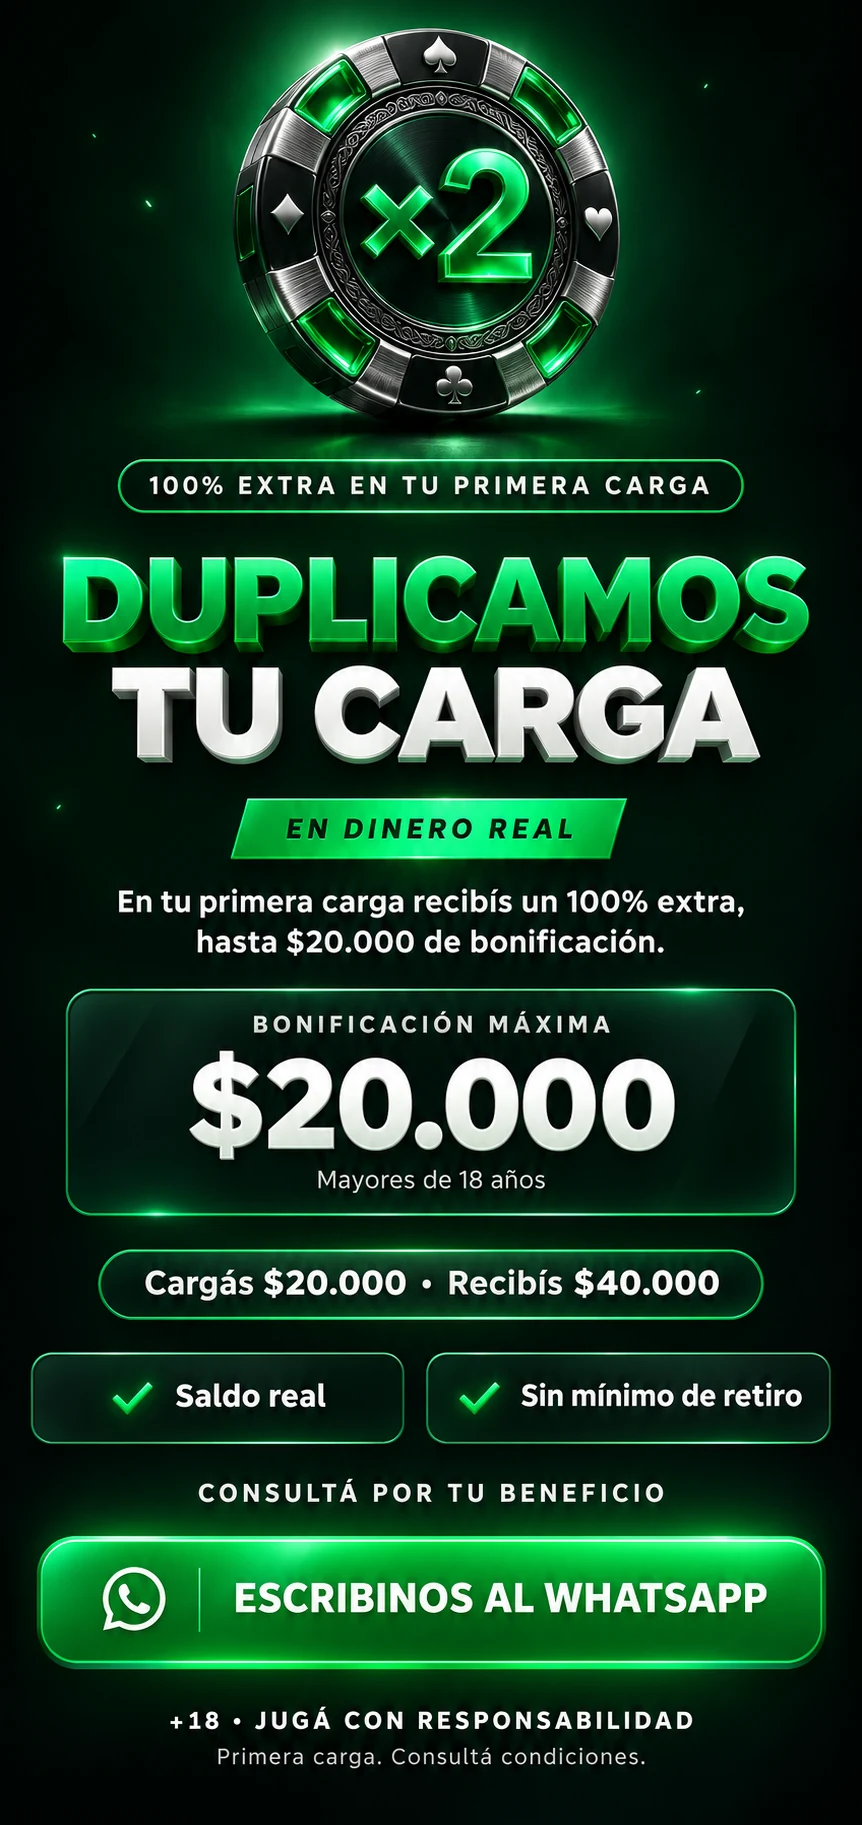 ×2
100% EXTRA EN TU PRIMERA CARGA
DUPLICAMOS
TU CARGA
EN DINERO REAL
En tu primera carga recibís un 100% extra,
hasta $20.000 de bonificación.
BONIFICACIÓN MÁXIMA
$20.000
Mayores de 18 años
Cargás $20.000 • Recibís $40.000
Saldo real
Sin mínimo de retiro
CONSULTÁ POR TU BENEFICIO
ESCRIBINOS AL WHATSAPP
+18 • JUGÁ CON RESPONSABILIDAD
Primera carga. Consultá condiciones.